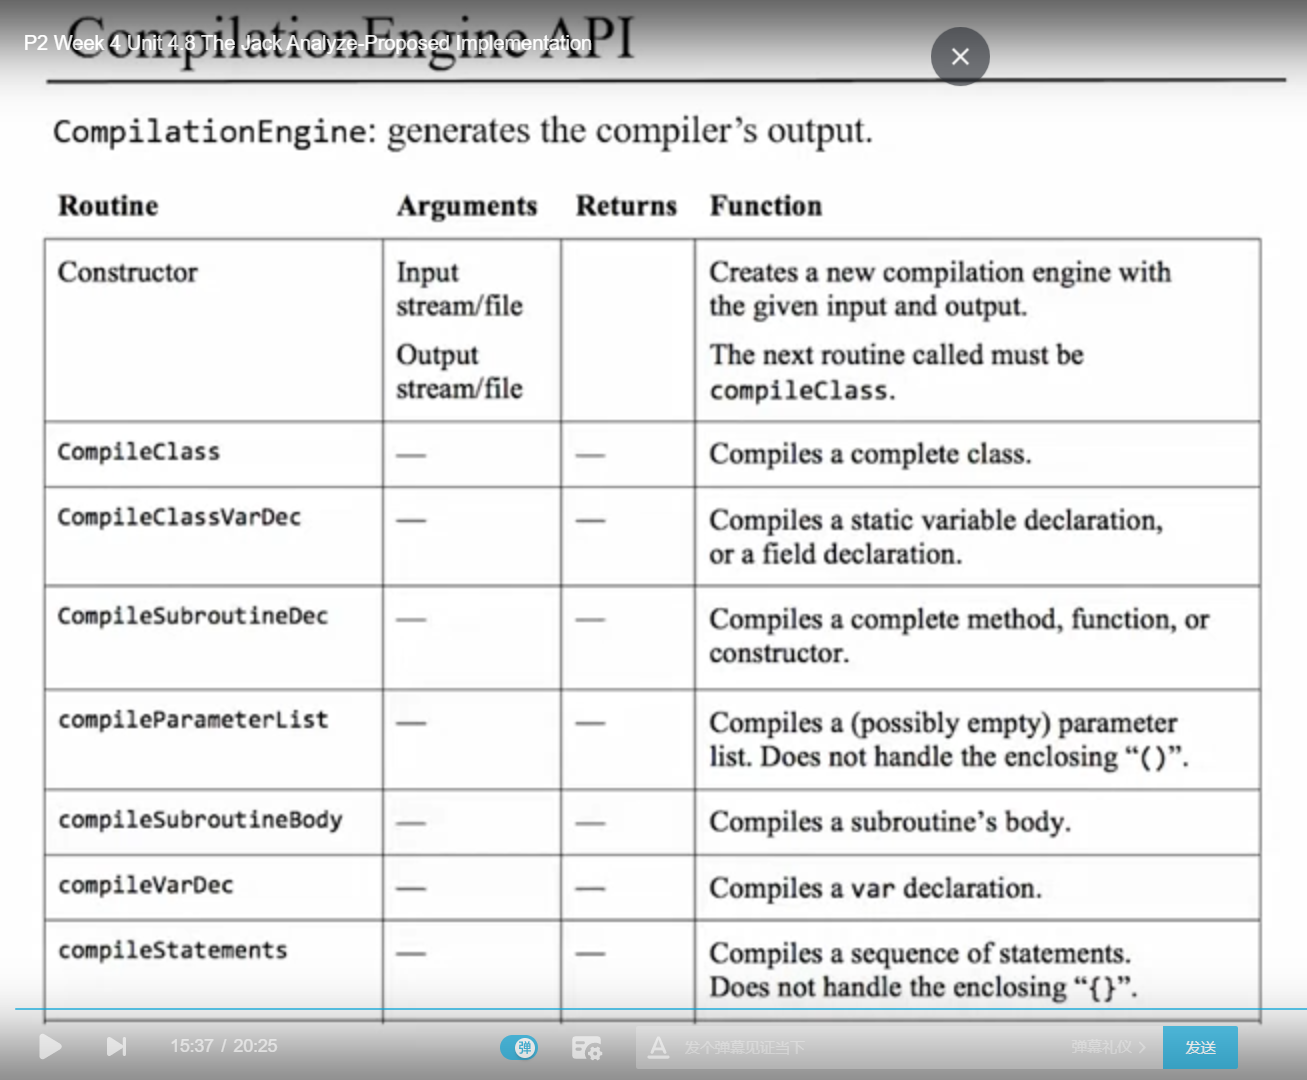 CompilationEngine API
P2 Week 4 Unit 4.8 The Jack Analyze-Proposed Implementation
CompilationEngine: generates the compiler's output.
Routine Arguments Returns Function
Constructor
Input
stream/file
Output
stream/file
Creates a new compilation engine with
the given input and output.
The next routine called must be
compileClass.
CompileClass — — Compiles a complete class.
CompileClassVarDec — — Compiles a static variable declaration,
or a field declaration.
CompileSubroutineDec — — Compiles a complete method, function, or
constructor.
compileParameterList — — Compiles a (possibly empty) parameter
list. Does not handle the enclosing “()”.
compileSubroutineBody — — Compiles a subroutine's body.
compileVarDec — — Compiles a var declaration.
compileStatements — — Compiles a sequence of statements.
Does not handle the enclosing “{}”.
15:37 / 20:25 弹 A 发个弹幕见证当下 弹幕礼仪 > 发送